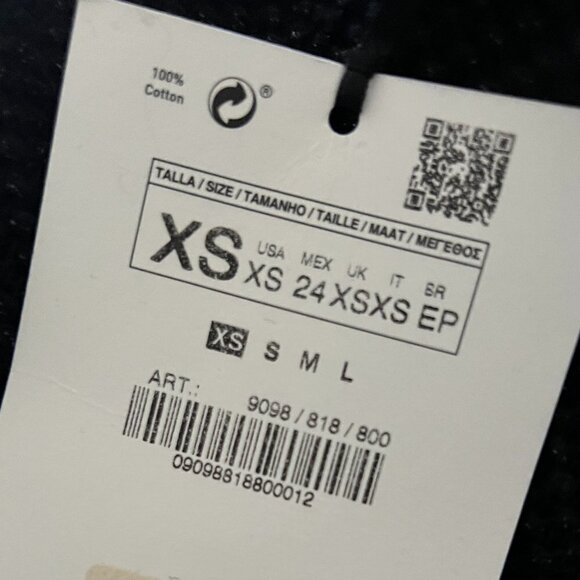 100%
Cotton
®
TALLA / SIZE / TAMANHO / TAILLE / MAAT / ΜΕΓΕΘΟΣ
XS
USA MEX UK IT BR
XS 24 XS XS EP
XS S M L
ART.: 9098 / 818 / 800
09098818800012